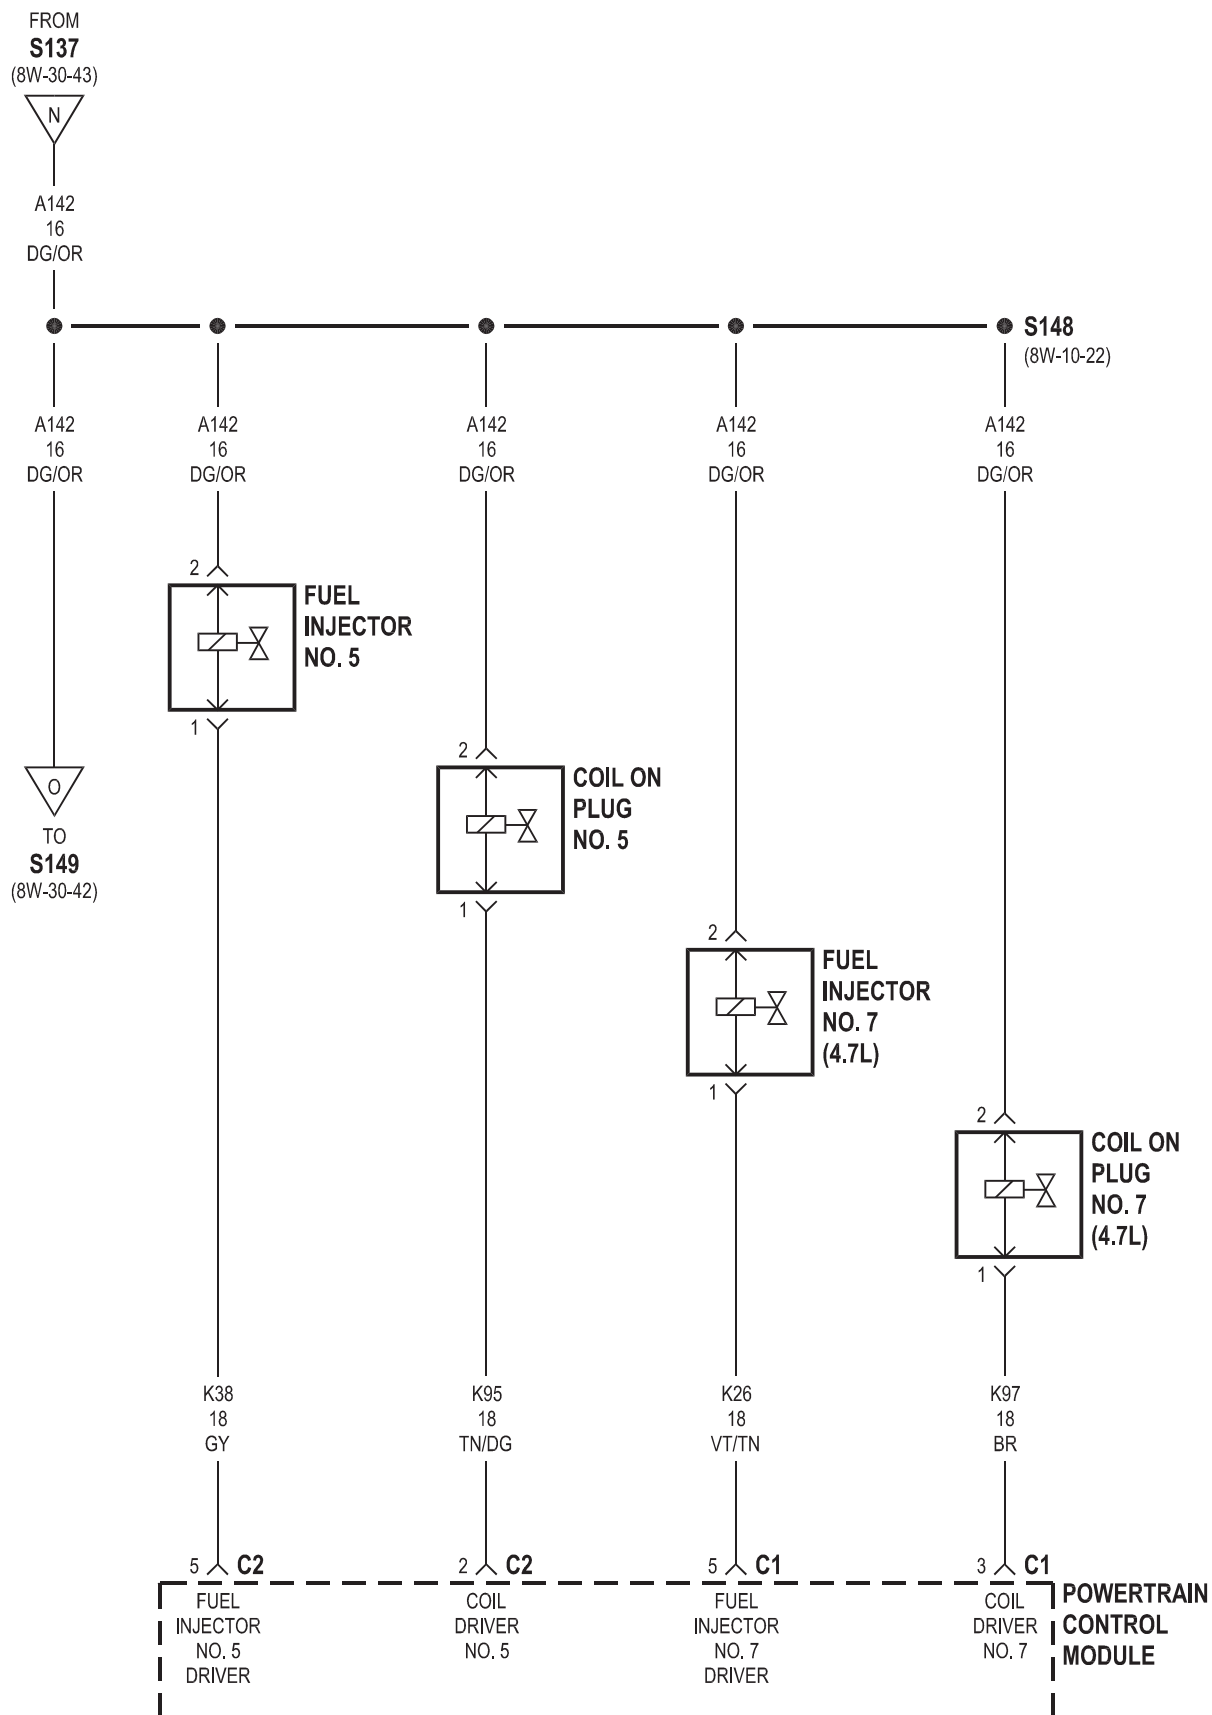 FROM
S137
(8W-30-43)
N
A142
16
DG/OR
S148
(8W-10-22)
A142
16
DG/OR
A142
16
DG/OR
A142
16
DG/OR
A142
16
DG/OR
A142
16
DG/OR
2
FUEL
INJECTOR
NO. 5
1
2
COIL ON
PLUG
NO. 5
1
O
TO
S149
(8W-30-42)
2
FUEL
INJECTOR
NO. 7
(4.7L)
1
2
COIL ON
PLUG
NO. 7
(4.7L)
1
K38
18
GY
K95
18
TN/DG
K26
18
VT/TN
K97
18
BR
5 C2
2 C2
5 C1
3 C1
FUEL
INJECTOR
NO. 5
DRIVER
COIL
DRIVER
NO. 5
FUEL
INJECTOR
NO. 7
DRIVER
COIL
DRIVER
NO. 7
POWERTRAIN
CONTROL
MODULE